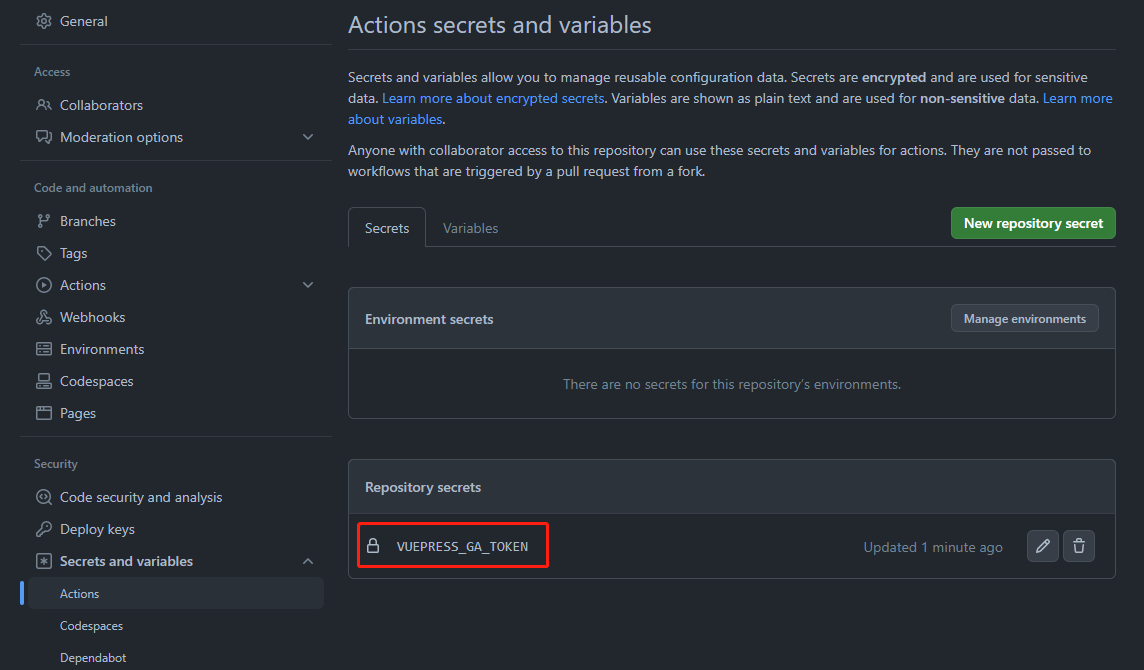 General
Access
Collaborators
Moderation options
Code and automation
Branches
Tags
Actions
Webhooks
Environments
Codespaces
Pages
Security
Code security and analysis
Deploy keys
Secrets and variables
Actions
Codespaces
Dependabot
Actions secrets and variables
Secrets and variables allow you to manage reusable configuration data. Secrets are encrypted and are used for sensitive
data. Learn more about encrypted secrets. Variables are shown as plain text and are used for non-sensitive data. Learn more
about variables.
Anyone with collaborator access to this repository can use these secrets and variables for actions. They are not passed to
workflows that are triggered by a pull request from a fork.
Secrets
Variables
New repository secret
Environment secrets
Manage environments
There are no secrets for this repository's environments.
Repository secrets
VUEPRESS_GA_TOKEN
Updated 1 minute ago